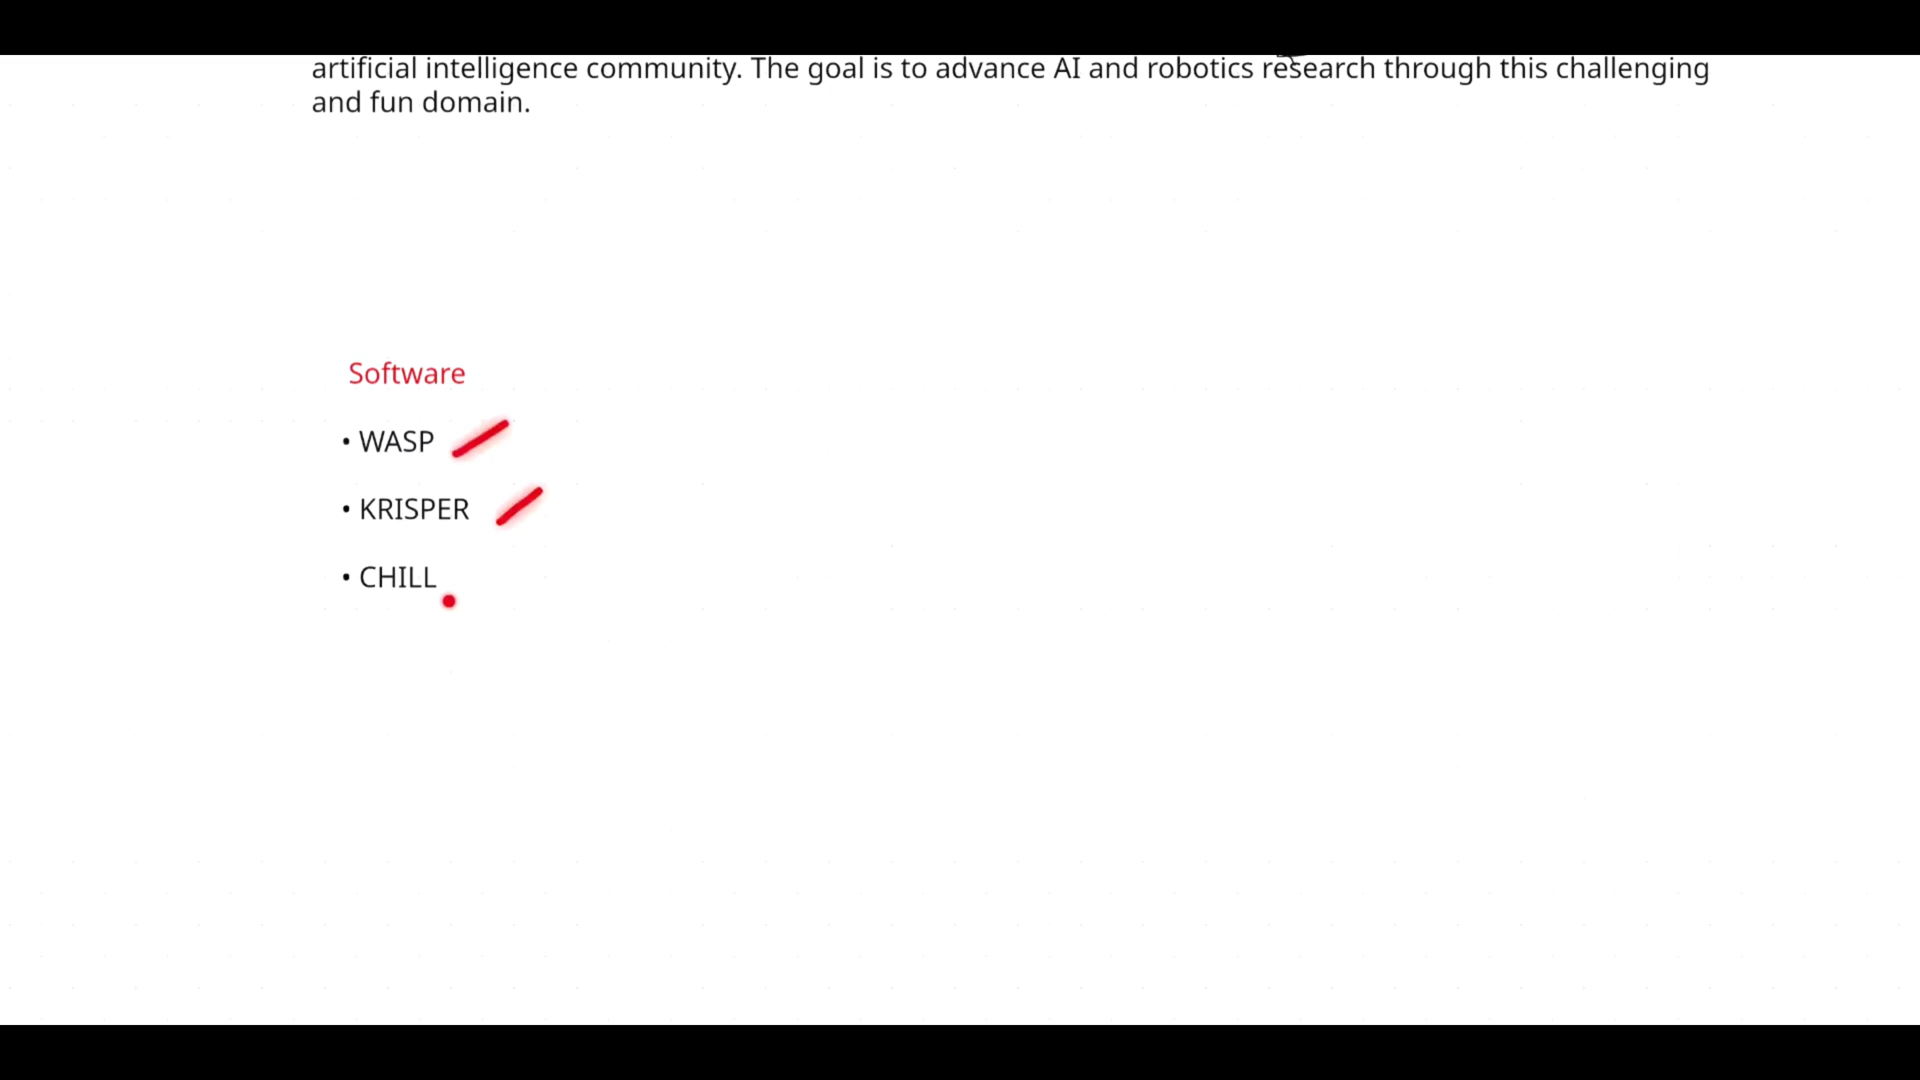 artificial intelligence community. The goal is to advance AI and robotics research through this challenging
and fun domain.
Software
• WASP
• KRISPER
• CHILL